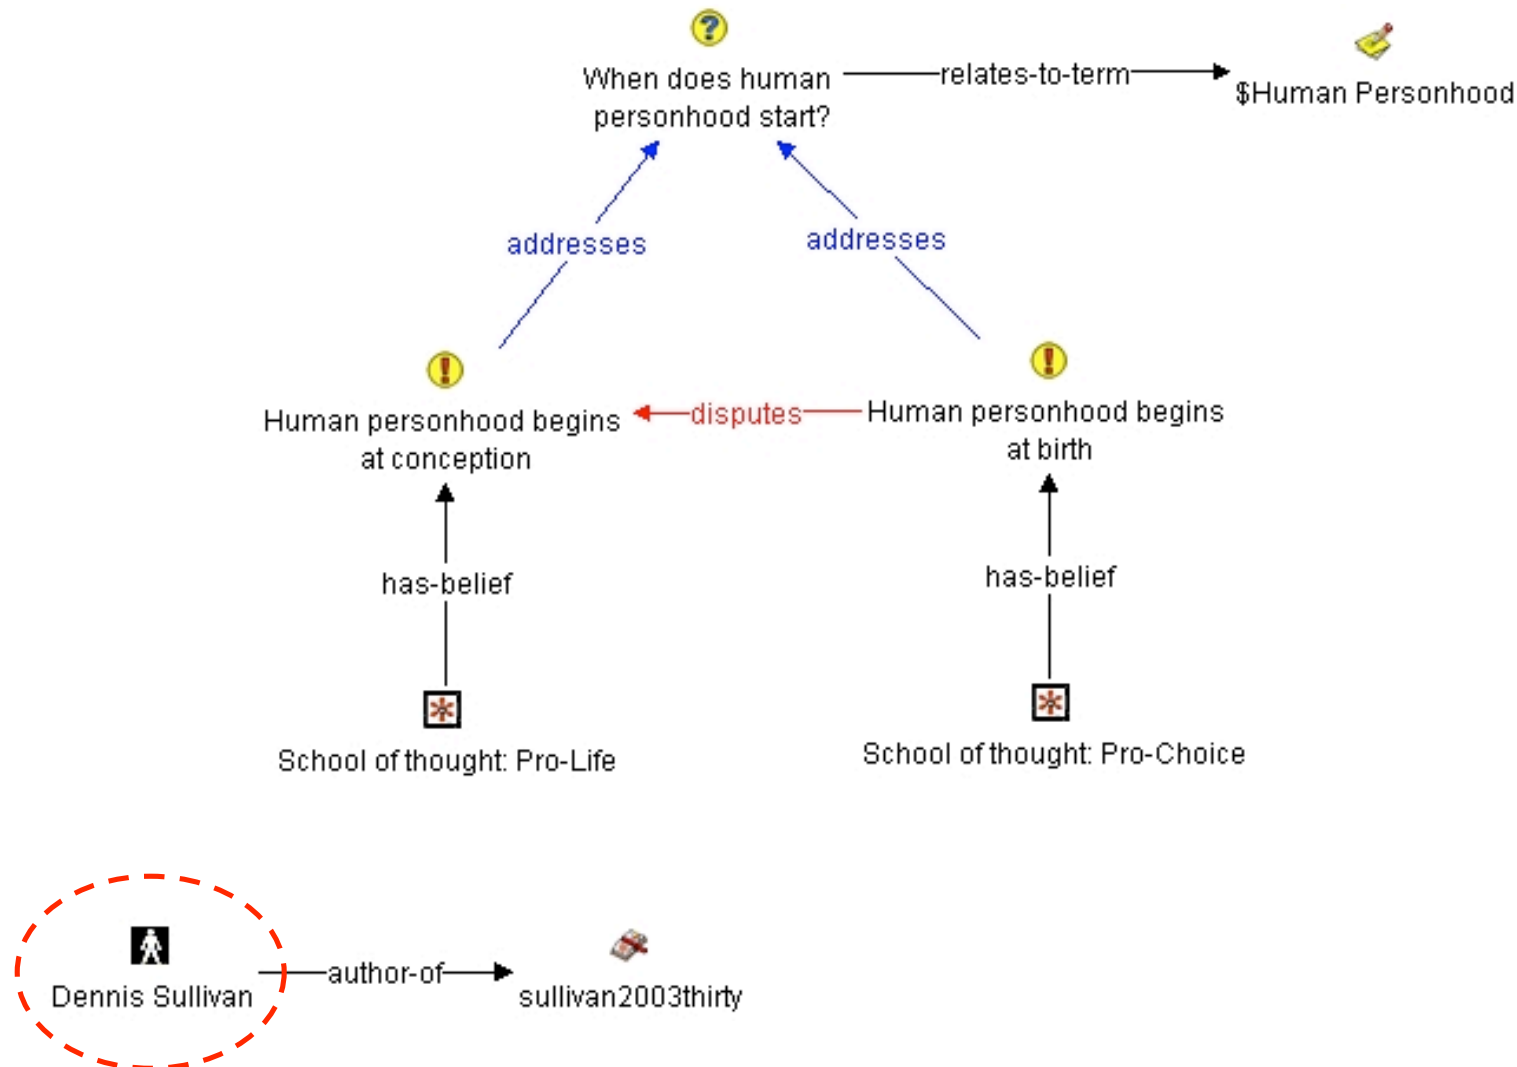 When does human
personhood start?
relates-to-term
$Human Personhood
addresses
addresses
Human personhood begins
at conception
disputes
Human personhood begins
at birth
has-belief
has-belief
School of thought: Pro-Life
School of thought: Pro-Choice
Dennis Sullivan
author-of
sullivan2003thirty